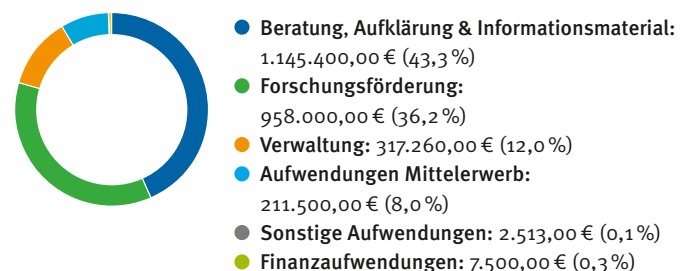 Beratung, Aufklärung & Informationsmaterial:
1.145.400,00 € (43,3 %)
Forschungsförderung:
958.000,00 € (36,2 %)
Verwaltung: 317.260,00 € (12,0 %)
Aufwendungen Mittelerwerb:
211.500,00 € (8,0 %)
Sonstige Aufwendungen: 2.513,00 € (0,1 %)
Finanzaufwendungen: 7.500,00 € (0,3 %)